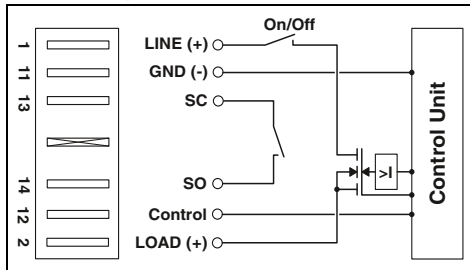 On/Off
1 LINE (+)
11 GND (-)
13 SC
14 SO
12 Control
2 LOAD (+)
>I
Control Unit